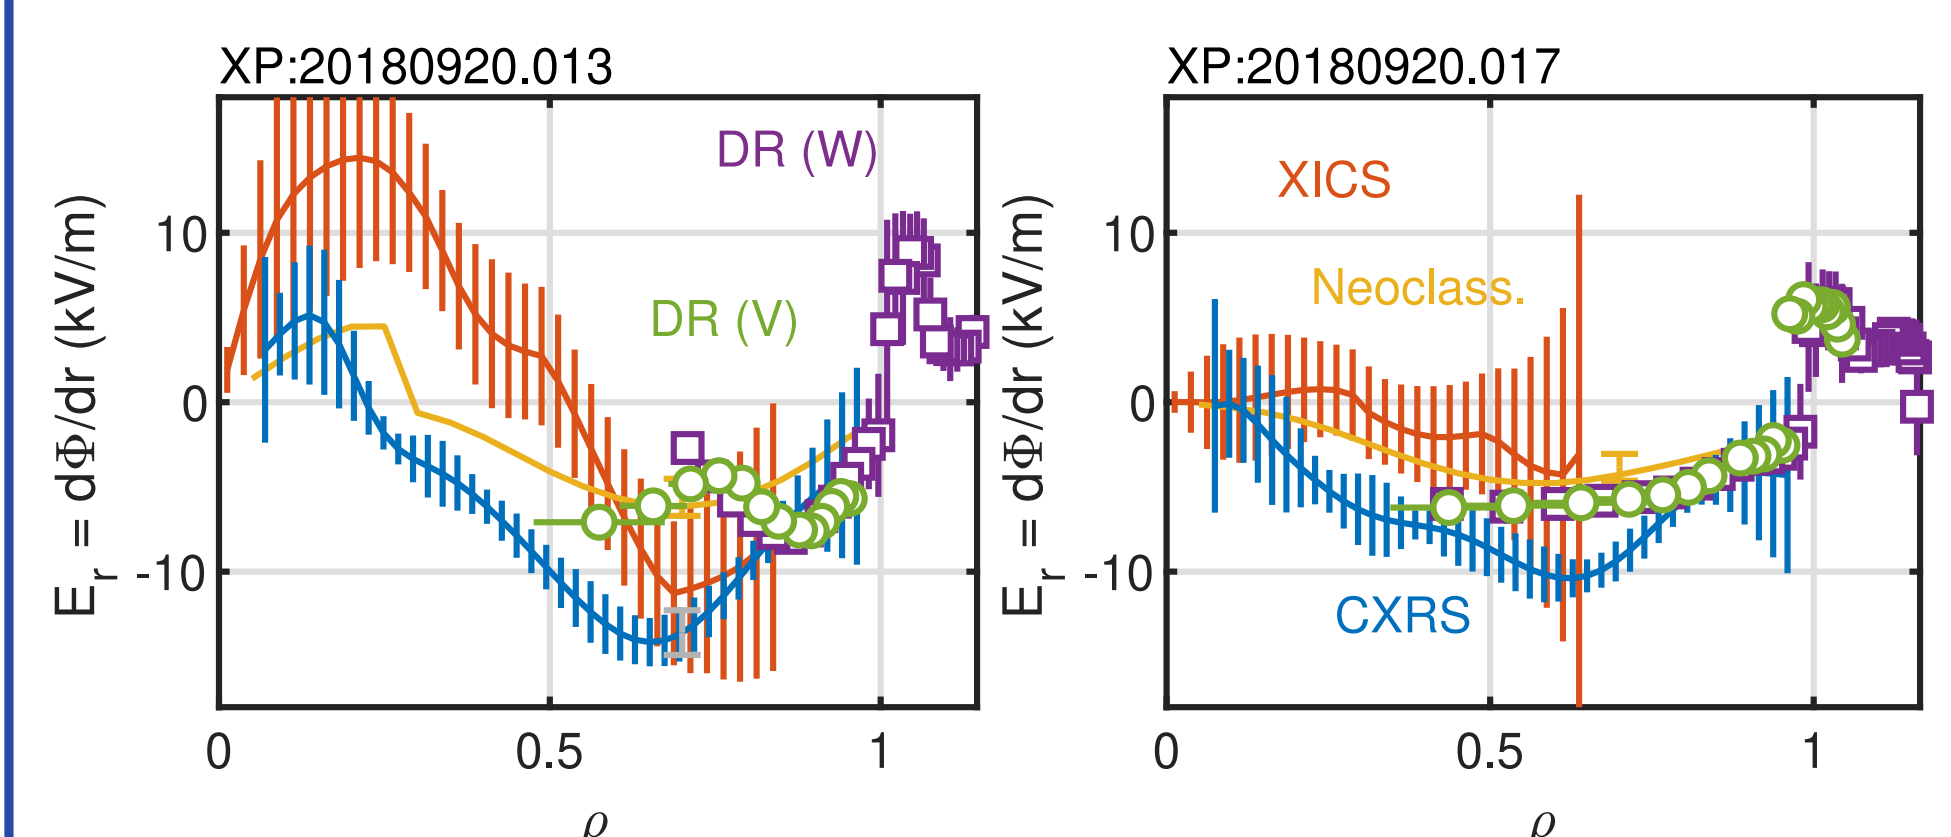 XP:20180920.013
E_r = dΦ/dr (kV/m)
10
0
-10
DR (W)
DR (V)
0 0.5 1
ρ
XP:20180920.017
E_r = dΦ/dr (kV/m)
10
0
-10
XICS
Neoclass.
CXRS
0 0.5 1
ρ